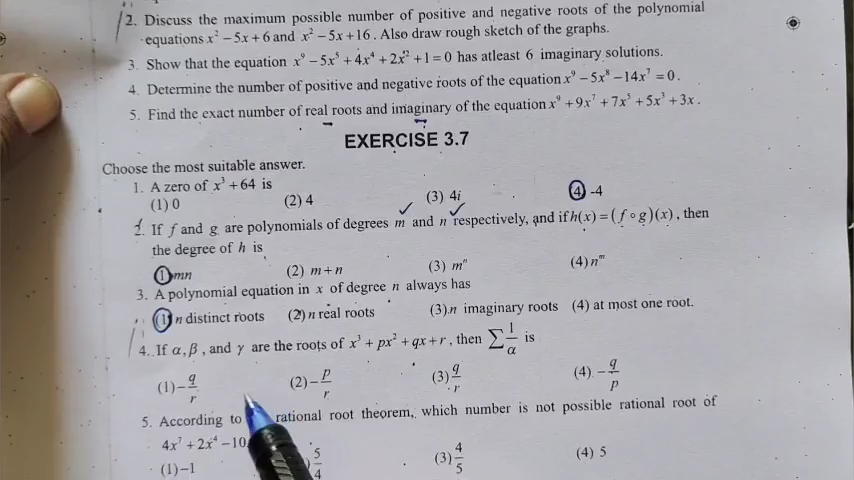 2. Discuss the maximum possible number of positive and negative roots of the polynomial
equations x² − 5x + 6 and x² − 5x + 16. Also draw rough sketch of the graphs.
3. Show that the equation x⁹ − 5x⁵ + 4x⁴ + 2x² + 1 = 0 has atleast 6 imaginary solutions.
4. Determine the number of positive and negative roots of the equation x⁹ − 5x⁸ − 14x⁷ = 0.
5. Find the exact number of real roots and imaginary of the equation x⁹ + 9x⁷ + 7x⁵ + 5x³ + 3x.
EXERCISE 3.7
Choose the most suitable answer.
1. A zero of x³ + 64 is
(1) 0 (2) 4 (3) 4i (4) -4
2. If f and g are polynomials of degrees m and n respectively, and if h(x) = (f ∘ g)(x), then
the degree of h is
(1) mn (2) m + n (3) mⁿ (4) nᵐ
3. A polynomial equation in x of degree n always has
(1) n distinct roots (2) n real roots (3) n imaginary roots (4) at most one root.
4. If α, β, and γ are the roots of x³ + px² + qx + r, then ∑ 1/α is
(1) −q/r (2) −p/r (3) q/r (4) −q/p
5. According to rational root theorem, which number is not possible rational root of
4x⁷ + 2x⁴ − 10
(1) −1 5/4 (3) 4/5 (4) 5